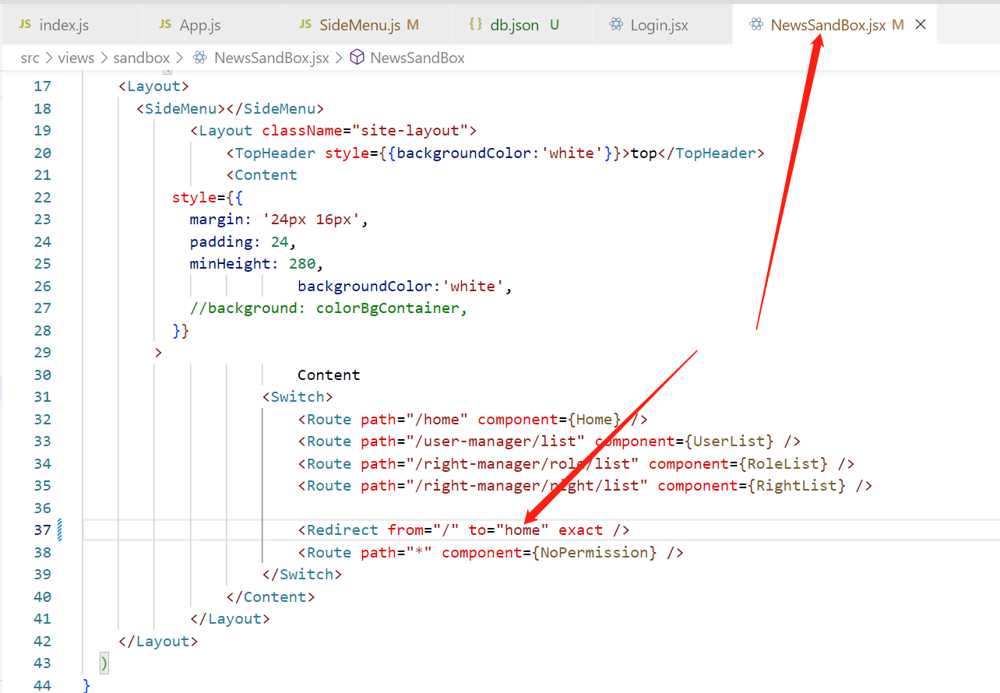 JS index.js JS App.js JS SideMenu.js M {} db.json U Login.jsx NewsSandBox.jsx M
src > views > sandbox > NewsSandBox.jsx > NewsSandBox
17 <Layout>
18 <SideMenu></SideMenu>
19 <Layout className="site-layout">
20 <TopHeader style={{backgroundColor:'white'}}>top</TopHeader>
21 <Content
22 style={{
23 margin: '24px 16px',
24 padding: 24,
25 minHeight: 280,
26 backgroundColor:'white',
27 //background: colorBgContainer,
28 }}
29 >
30 Content
31 <Switch>
32 <Route path="/home" component={Home} />
33 <Route path="/user-manager/list" component={UserList} />
34 <Route path="/right-manager/role/list" component={RoleList} />
35 <Route path="/right-manager/right/list" component={RightList} />
36
37 <Redirect from="/" to="home" exact />
38 <Route path="*" component={NoPermission} />
39 </Switch>
40 </Content>
41 </Layout>
42 </Layout>
43 )
44 }